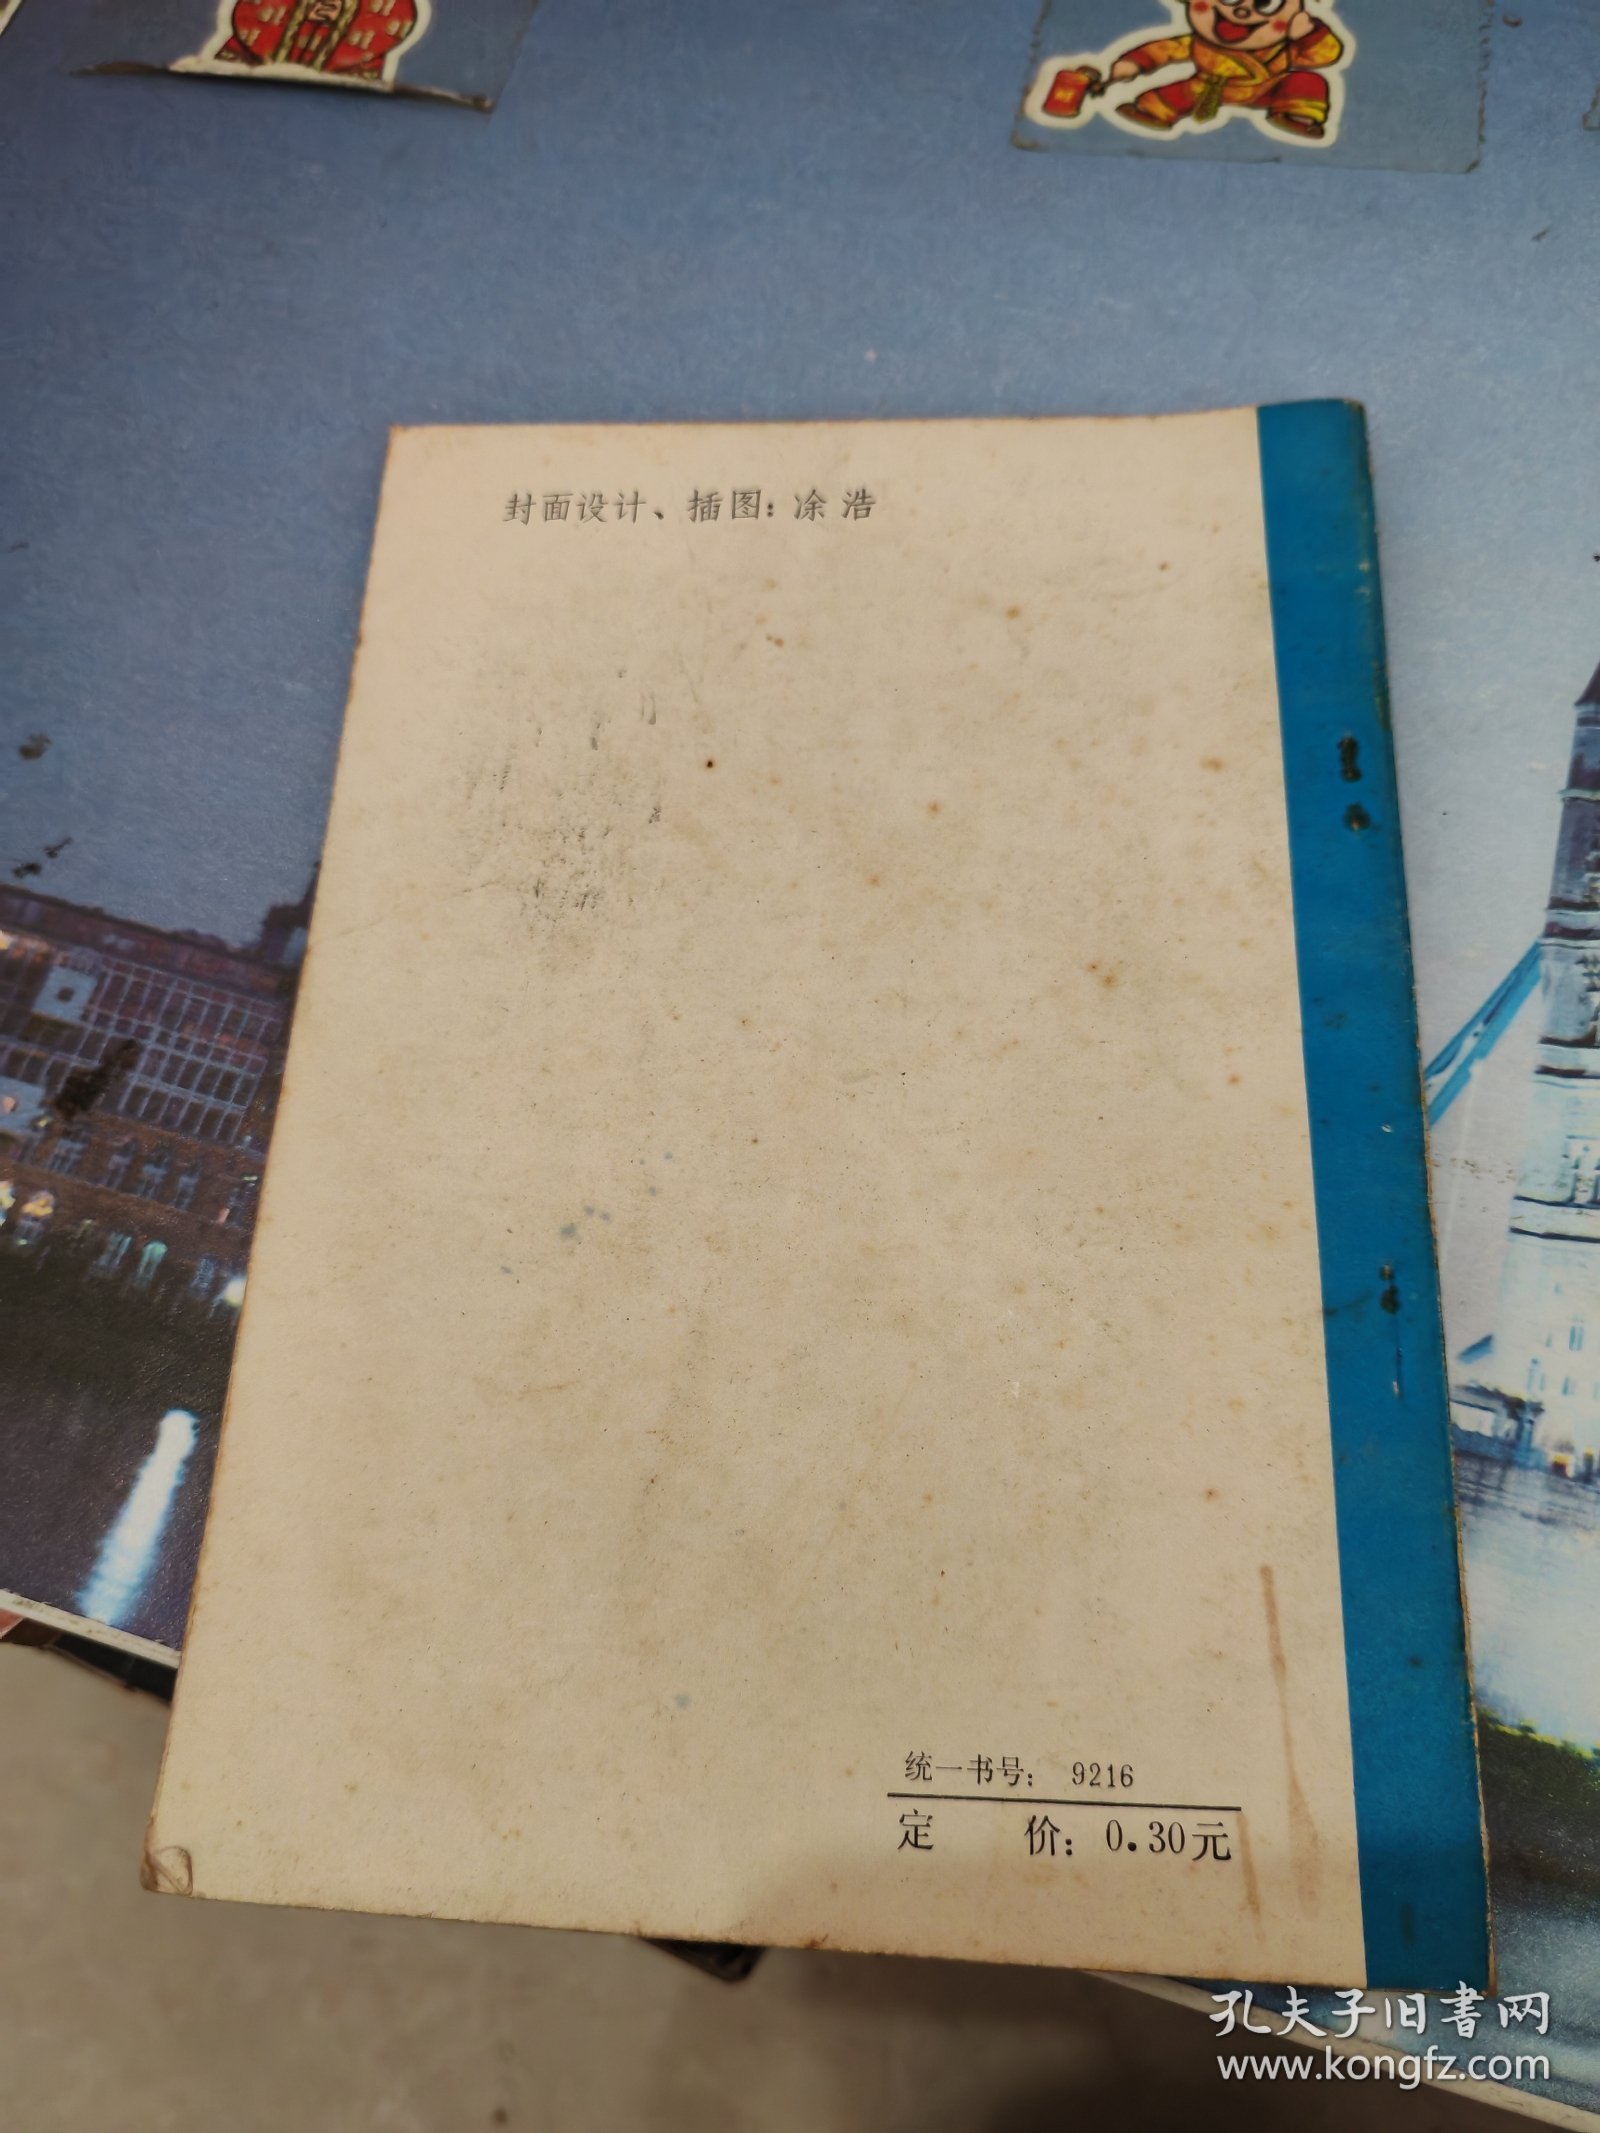 封面设计、插图：凃浩
统一书号： 9216
定 价：0.30元
孔夫子旧书网
www.kongfz.com